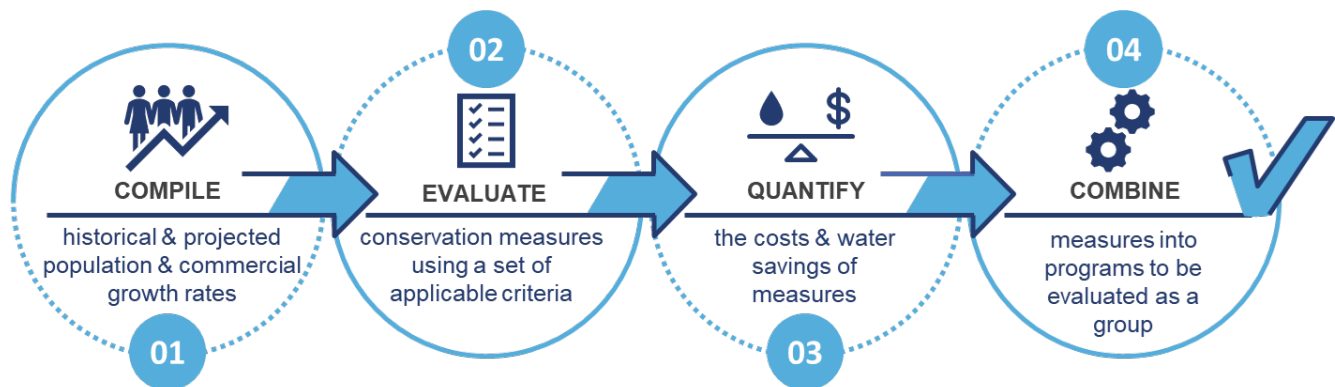 COMPILE
historical & projected
population & commercial
growth rates
01
02
EVALUATE
conservation measures
using a set of
applicable criteria
$
QUANTIFY
the costs & water
savings of
measures
03
04
COMBINE
measures into
programs to be
evaluated as a
group